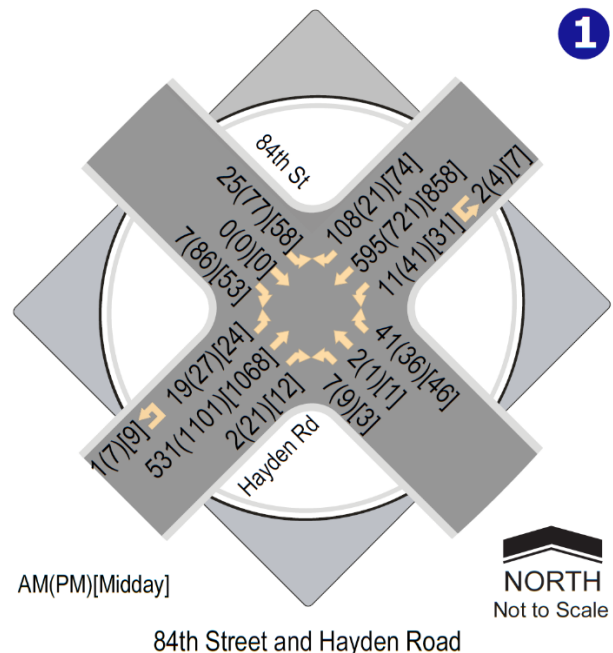 1
84th St
25(77)[58]
0(0)[0]
7(86)[53]
108(21)[74]
595(721)[858]
11(41)[31]
2(4)[7]
19(27)[24]
531(1101)[1068]
2(21)[12]
1(7)[9]
41(36)[46]
2(1)[1]
7(9)[3]
Hayden Rd
AM(PM)[Midday]
NORTH
Not to Scale
84th Street and Hayden Road